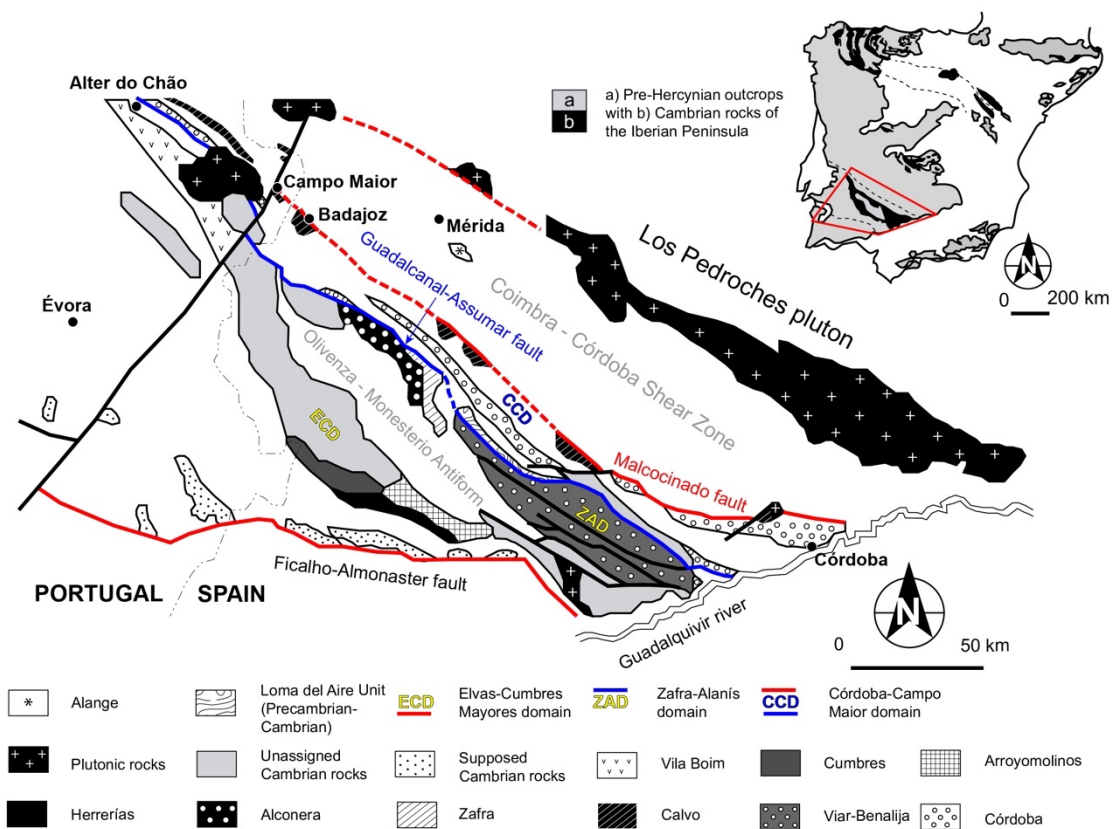 Alter do Chão
a
b
a) Pre-Hercynian outcrops
with b) Cambrian rocks of
the Iberian Peninsula
N
0 200 km
Campo Maior
Badajoz
Mérida
*
Évora
Guadalcanal-Assumar fault
Coimbra - Córdoba Shear Zone
Los Pedroches pluton
Olivenza - Monesterio Antiform
ECD
CCD
ZAD
Malcocinado fault
Córdoba
Ficalho-Almonaster fault
PORTUGAL SPAIN
Guadalquivir river
N
0 50 km
* Alange
Loma del Aire Unit
(Precambrian-
Cambrian)
ECD Elvas-Cumbres
Mayores domain
ZAD Zafra-Alanís
domain
CCD Córdoba-Campo
Maior domain
Plutonic rocks
Unassigned
Cambrian rocks
Supposed
Cambrian rocks
Vila Boim
Cumbres
Arroyomolinos
Herrerías
Alconera
Zafra
Calvo
Viar-Benalija
Córdoba